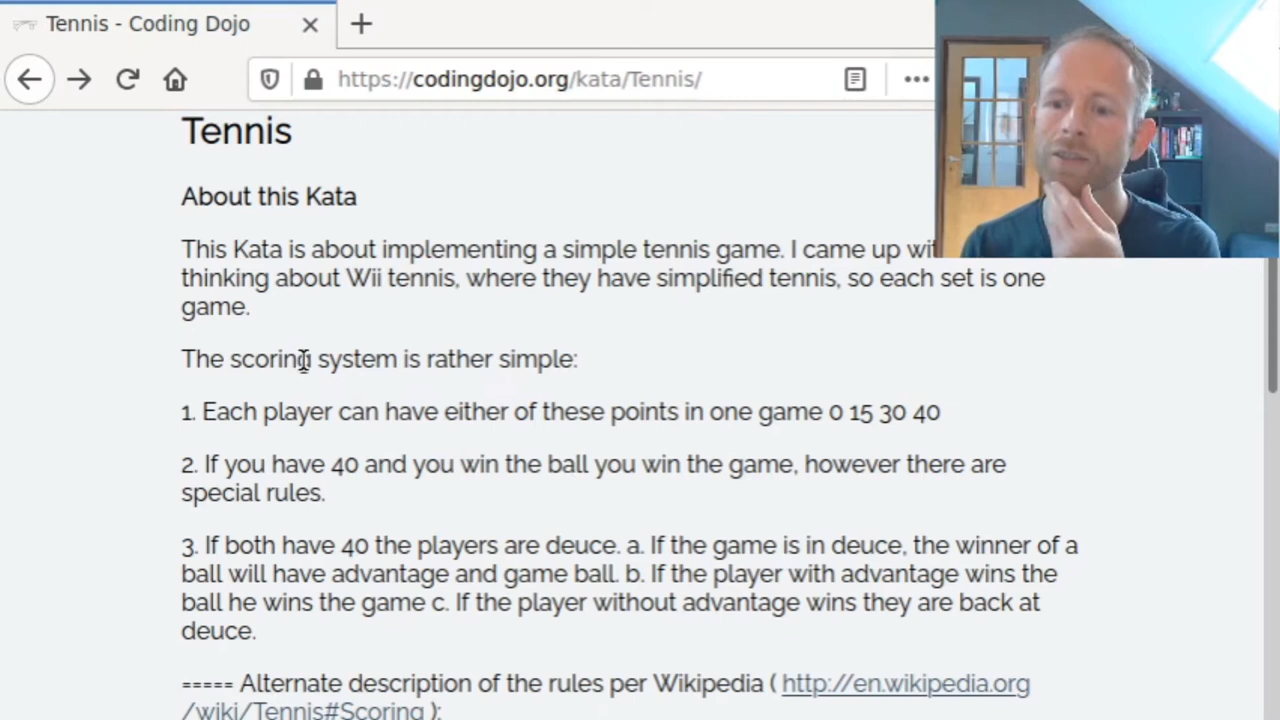 Tennis - Coding Dojo
https://codingdojo.org/kata/Tennis/
Tennis
About this Kata
This Kata is about implementing a simple tennis game. I came up
thinking about Wii tennis, where they have simplified tennis, so each set is one
game.
The scoring system is rather simple:
1. Each player can have either of these points in one game 0 15 30 40
2. If you have 40 and you win the ball you win the game, however there are
special rules.
3. If both have 40 the players are deuce. a. If the game is in deuce, the winner of a
ball will have advantage and game ball. b. If the player with advantage wins the
ball he wins the game c. If the player without advantage wins they are back at
deuce.
===== Alternate description of the rules per Wikipedia ( http://en.wikipedia.org
/wiki/Tennis#Scoring ):